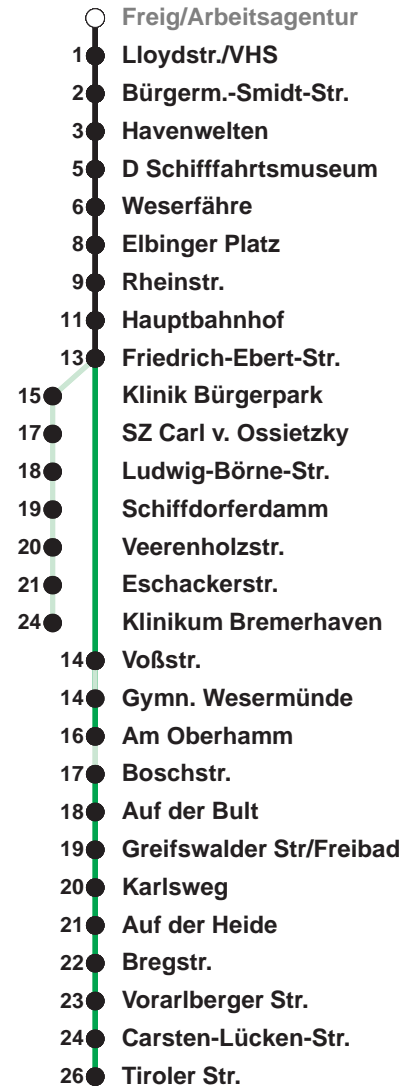 Freig/Arbeitsagentur
1 Lloydstr./VHS
2 Bürgerm.-Smidt-Str.
3 Havenwelten
5 D Schifffahrtsmuseum
6 Weserfähre
8 Elbinger Platz
9 Rheinstr.
11 Hauptbahnhof
13 Friedrich-Ebert-Str.
15 Klinik Bürgerpark
17 SZ Carl v. Ossietzky
18 Ludwig-Börne-Str.
19 Schiffdorferdamm
20 Veerenholzstr.
21 Eschackerstr.
24 Klinikum Bremerhaven
14 Voßstr.
14 Gymn. Wesermünde
16 Am Oberhamm
17 Boschstr.
18 Auf der Bult
19 Greifswalder Str/Freibad
20 Karlsweg
21 Auf der Heide
22 Bregstr.
23 Vorarlberger Str.
24 Carsten-Lücken-Str.
26 Tiroler Str.